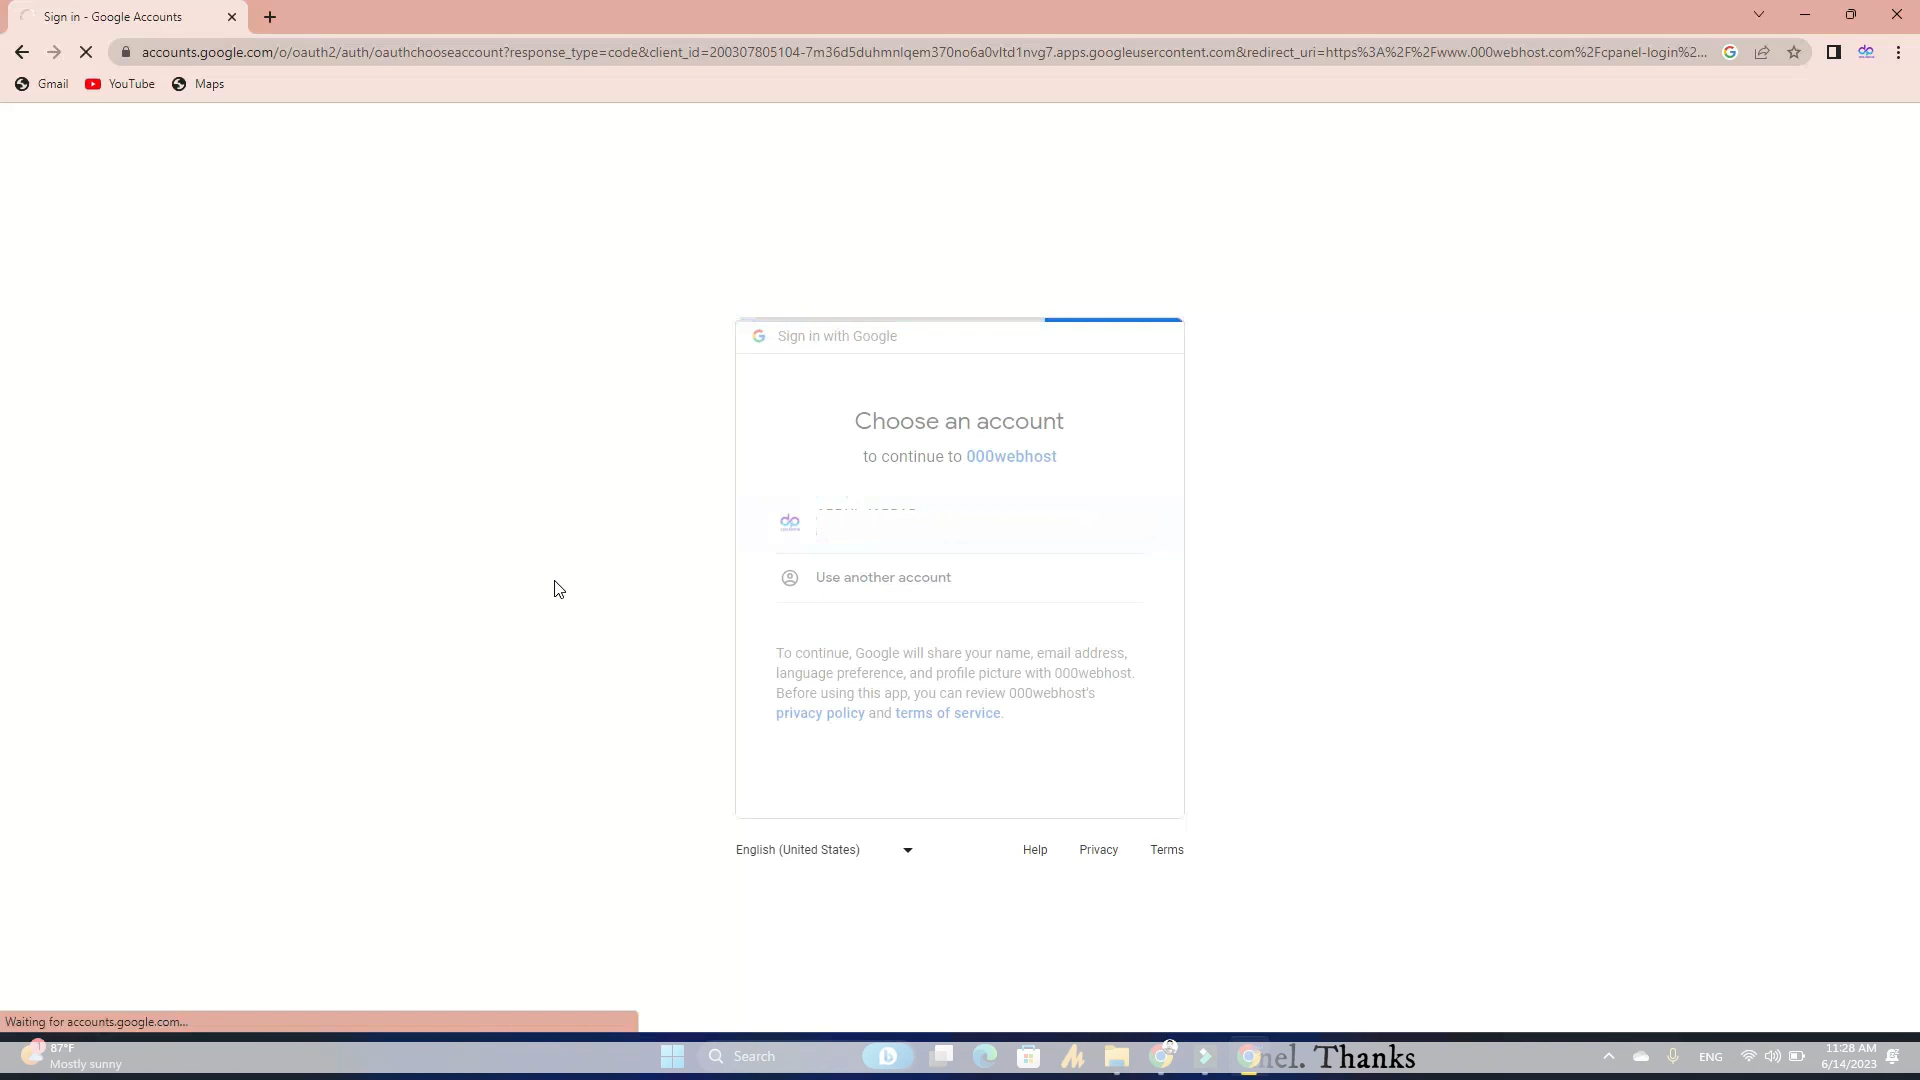 Sign in - Google Accounts
accounts.google.com/o/oauth2/auth/oauthchooseaccount?response_type=code&client_id=200307805104-7m36d5duhmnlqem370no6a0vltd1nvg7.apps.googleusercontent.com&redirect_uri=https%3A%2F%2Fwww.000webhost.com%2Fcpanel-login%2...
Gmail
YouTube
Maps
Sign in with Google
Choose an account
to continue to 000webhost
Use another account
To continue, Google will share your name, email address,
language preference, and profile picture with 000webhost.
Before using this app, you can review 000webhost's
privacy policy and terms of service.
English (United States)
Help
Privacy
Terms
Waiting for accounts.google.com...
87°F
Mostly sunny
Search
nel. Thanks
ENG
11:28 AM
6/14/2023